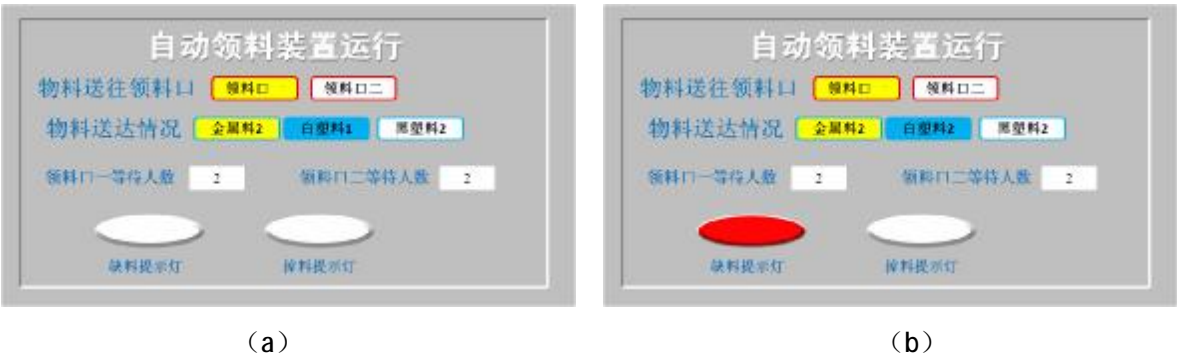 自动领料装置运行
物料送往领料口 领料口 领料口二
物料送达情况 金属料2 白塑料1 黑塑料2
领料口一等待人数 2 领料口二等待人数 2
缺料提示灯 掉料提示灯
(a)
自动领料装置运行
物料送往领料口 领料口 领料口二
物料送达情况 金属料2 白塑料2 黑塑料2
领料口一等待人数 2 领料口二等待人数 2
缺料提示灯 掉料提示灯
(b)